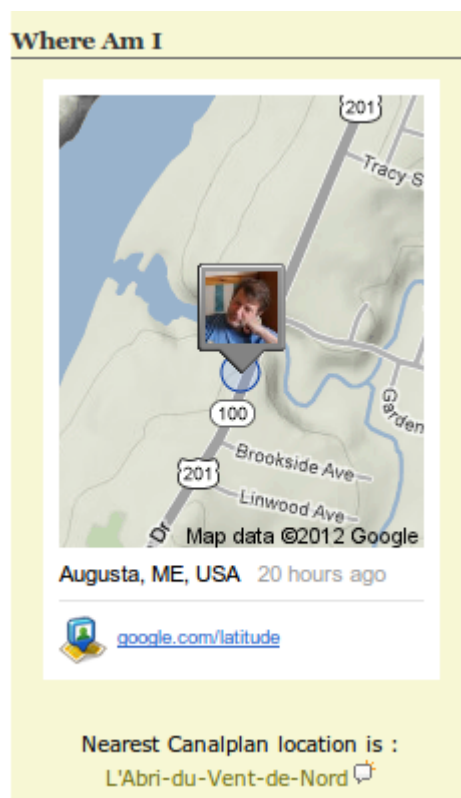 Where Am I
201
Tracy S
100
Garden
Brookside Ave
201
Linwood Ave
Dr
Map data ©2012 Google
Augusta, ME, USA 20 hours ago
google.com/latitude
Nearest Canalplan location is :
L'Abri-du-Vent-de-Nord